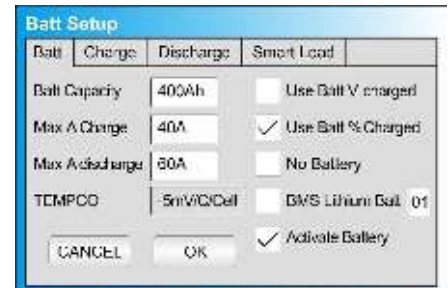 Batt Setup
Batt Charge Discharge Smart Load
Batt Capacity 400Ah Use Batt V charged
Max A Charge 40A Use Batt % Charged
Max A discharge 60A No Battery
TEMPCO -5mV/C/Cell BMS Lithium Batt 01
Activate Battery
CANCEL OK